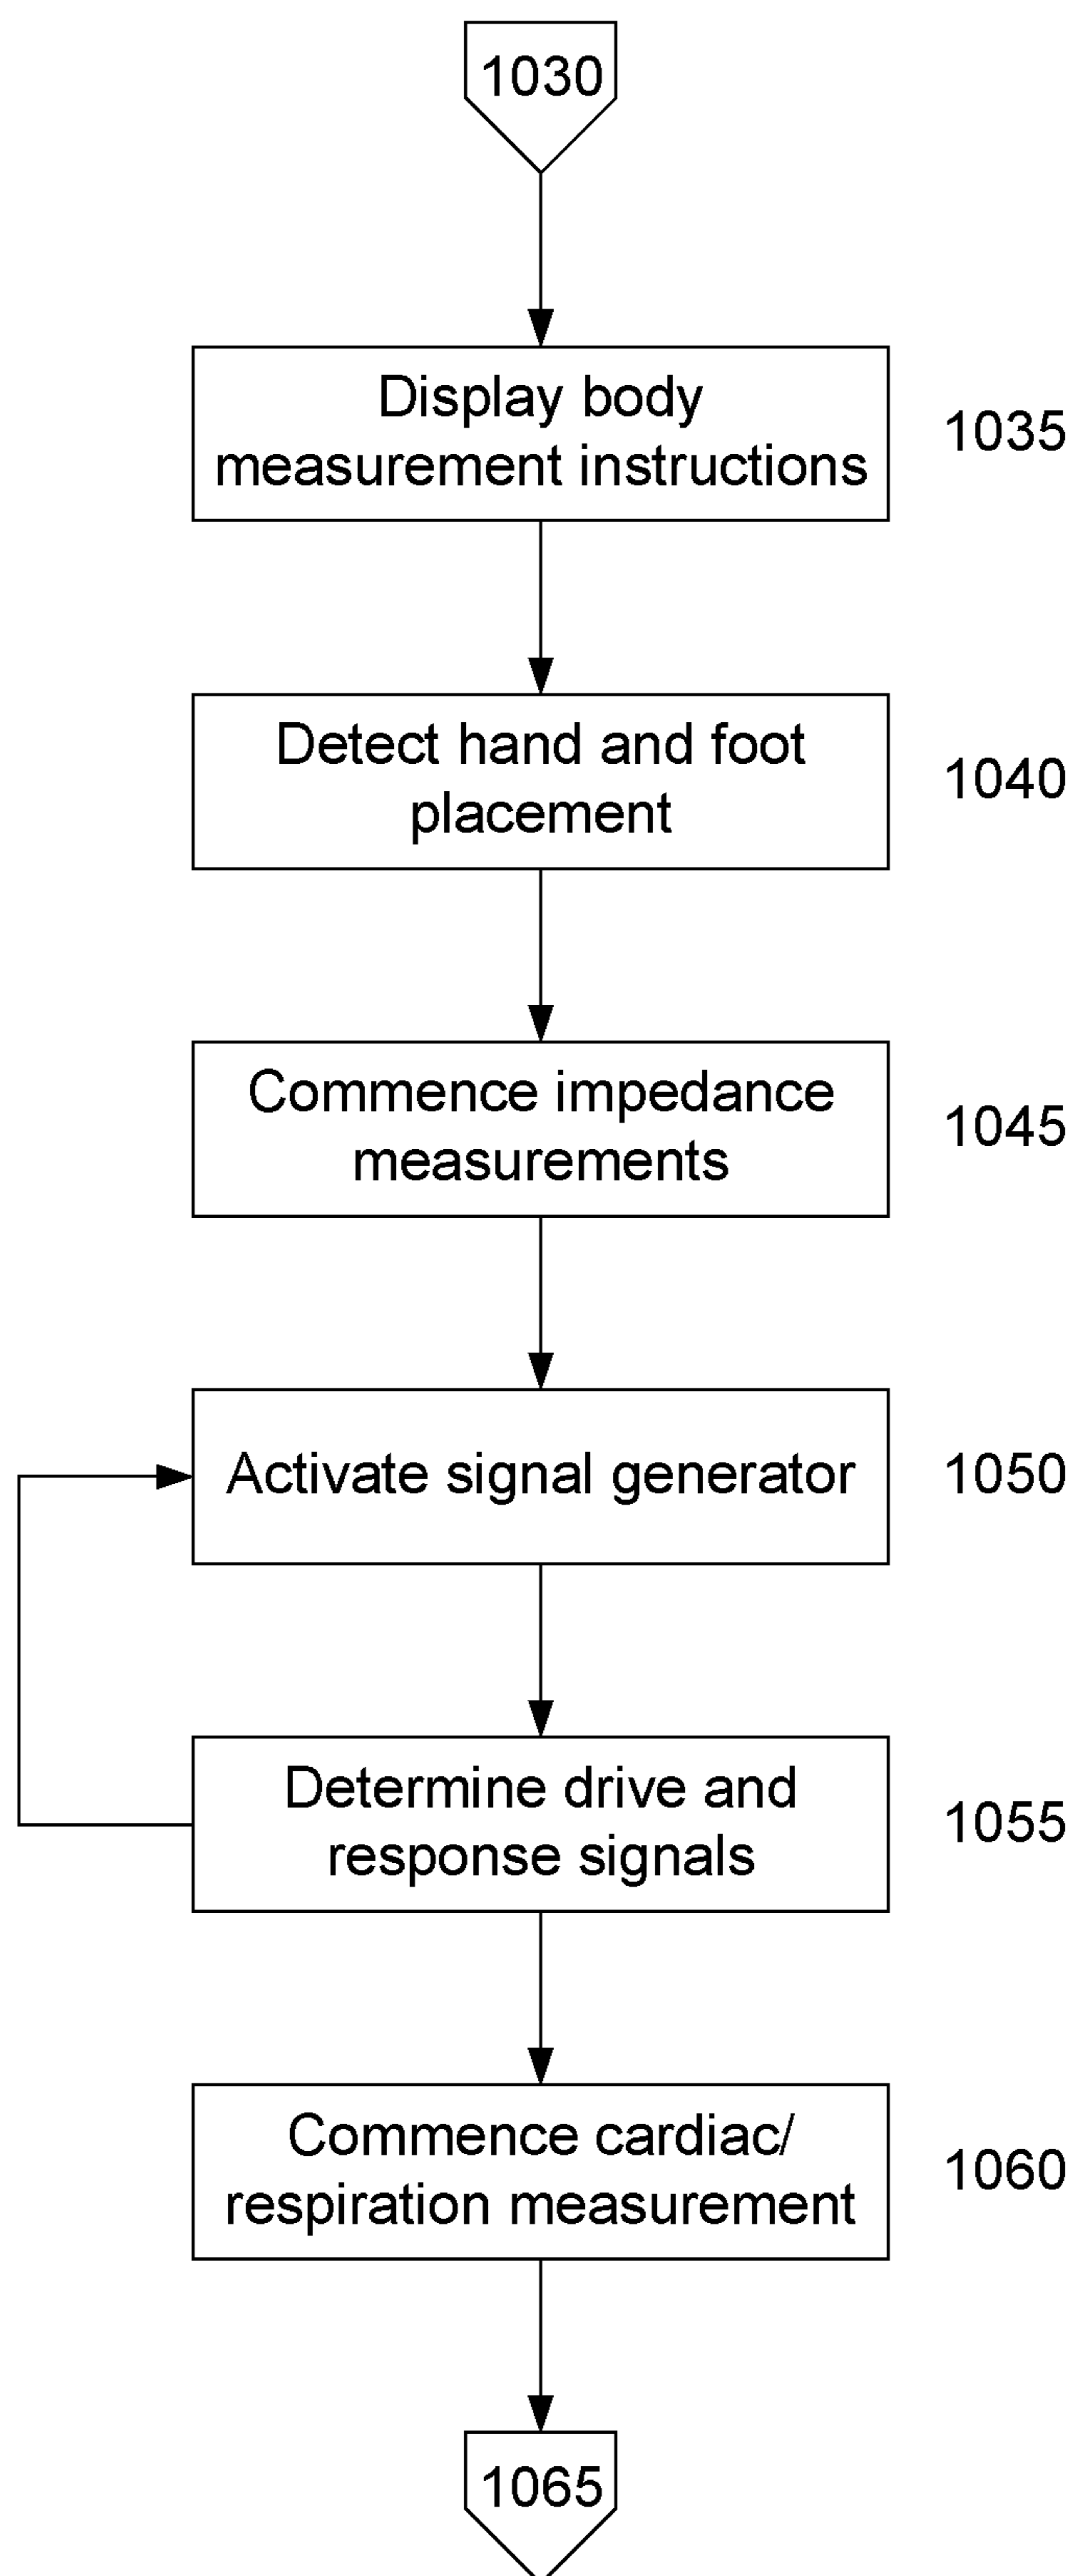 1030
Display body
measurement instructions
1035
Detect hand and foot
placement
1040
Commence impedance
measurements
1045
Activate signal generator
1050
Determine drive and
response signals
1055
Commence cardiac/
respiration measurement
1060
1065